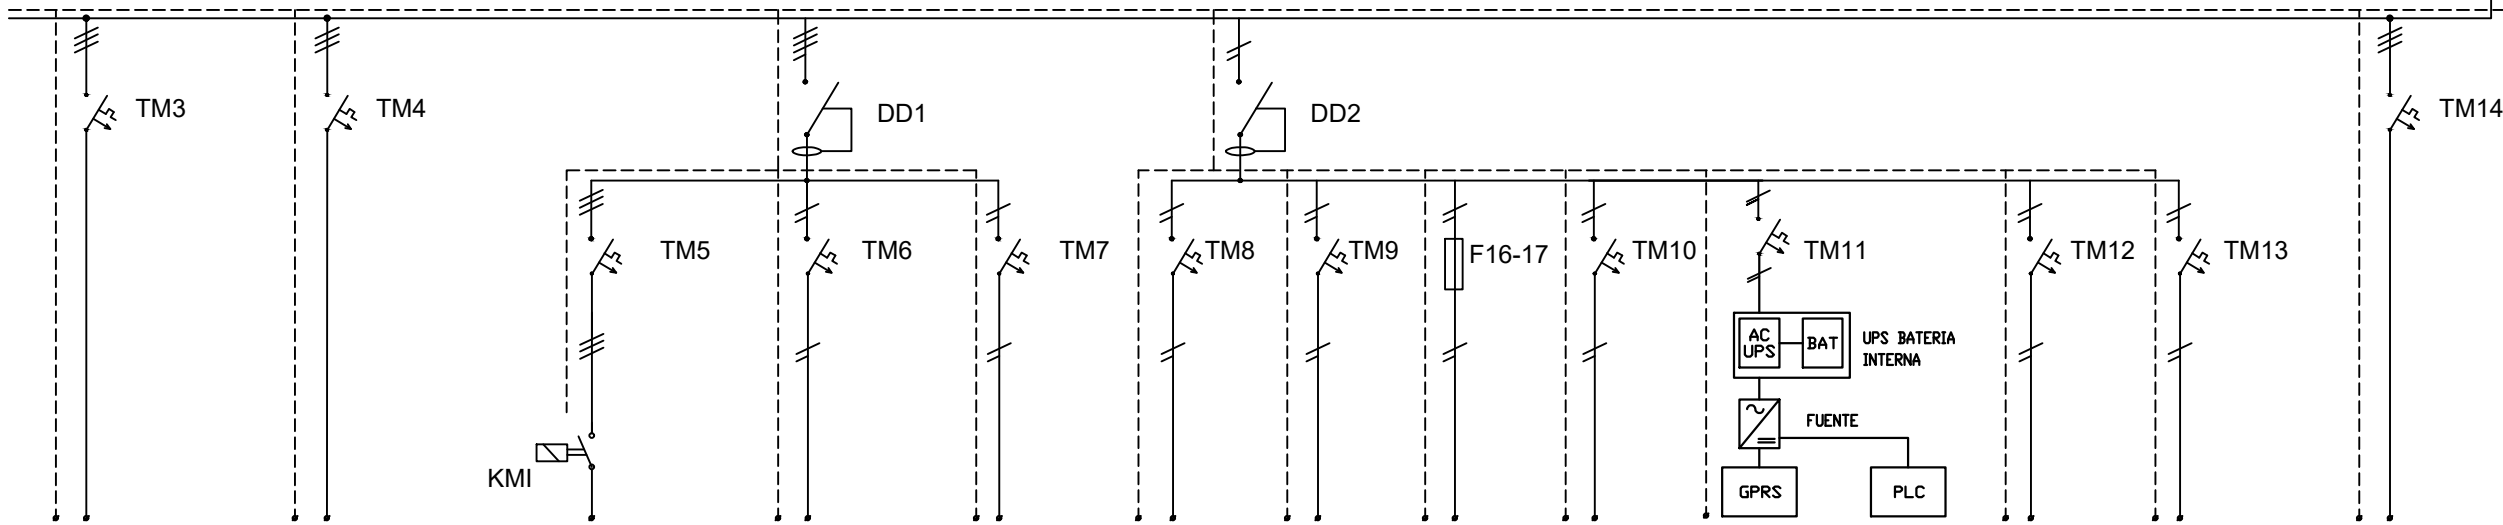 TM3
TM4
DD1
DD2
TM14
TM5
TM6
TM7
TM8
TM9
F16-17
TM10
TM11
TM12
TM13
AC
UPS
BAT
UPS BATERIA
INTERNA
FUENTE
KMI
GPRS
PLC